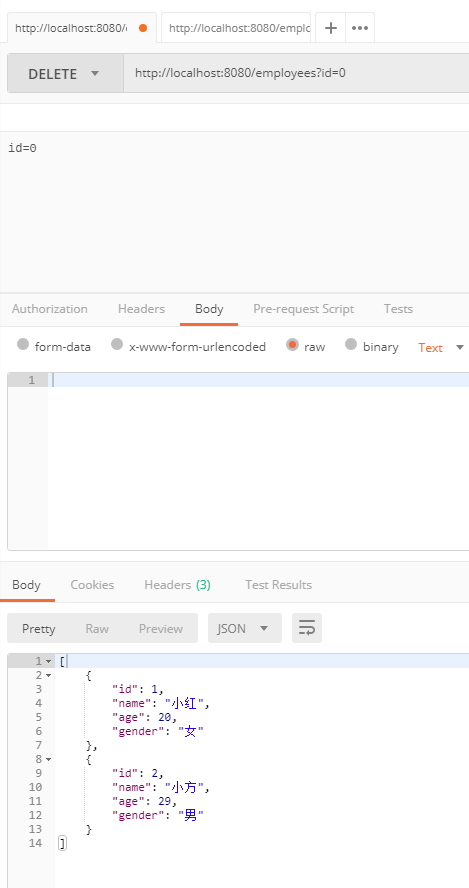 http://localhost:8080/
http://localhost:8080/emplo
DELETE
http://localhost:8080/employees?id=0
id=0
Authorization Headers Body Pre-request Script Tests
form-data x-www-form-urlencoded raw binary Text
1
Body Cookies Headers (3) Test Results
Pretty Raw Preview JSON
1 [
2 {
3 "id": 1,
4 "name": "小红",
5 "age": 20,
6 "gender": "女"
7 },
8 {
9 "id": 2,
10 "name": "小方",
11 "age": 29,
12 "gender": "男"
13 }
14 ]